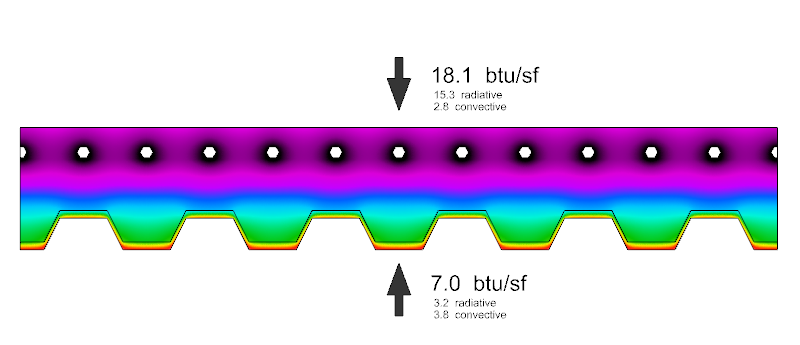 18.1 btu/sf
15.3 radiative
2.8 convective
7.0 btu/sf
3.2 radiative
3.8 convective